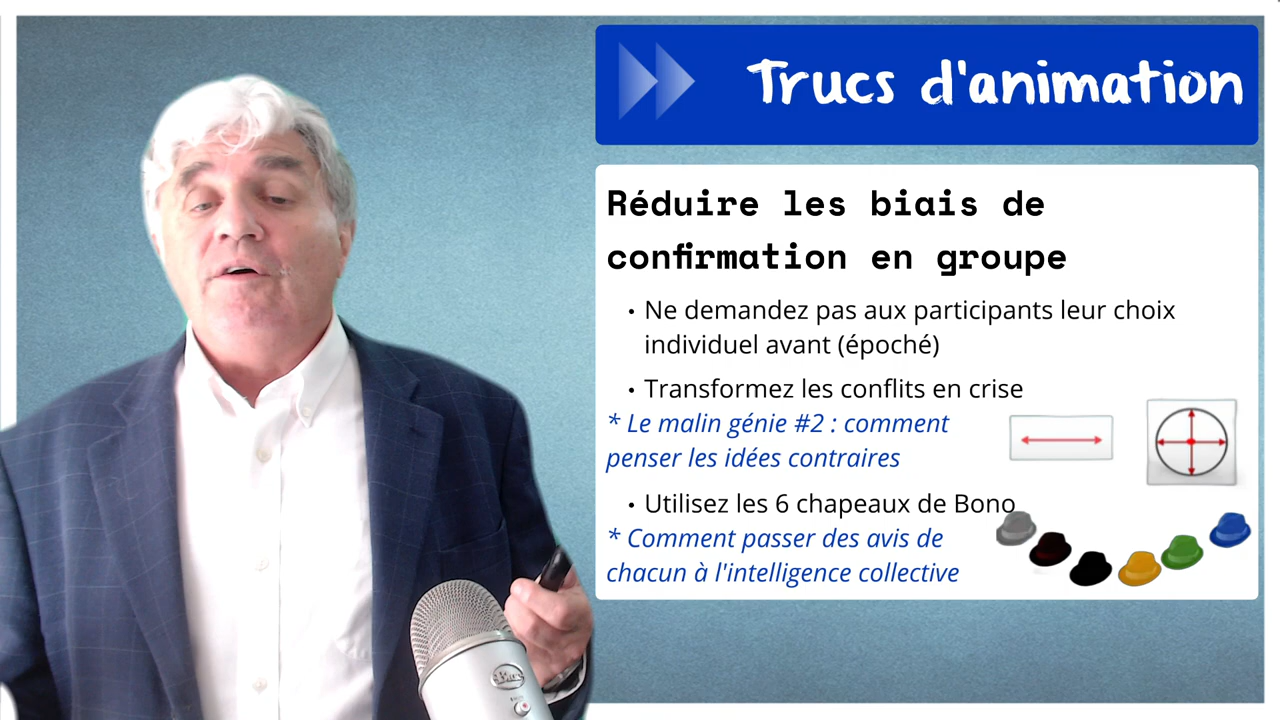 Trucs d'animation
Réduire les biais de
confirmation en groupe
• Ne demandez pas aux participants leur choix
individuel avant (époché)
• Transformez les conflits en crise
* Le malin génie #2 : comment
penser les idées contraires
• Utilisez les 6 chapeaux de Bono
* Comment passer des avis de
chacun à l'intelligence collective
Blue